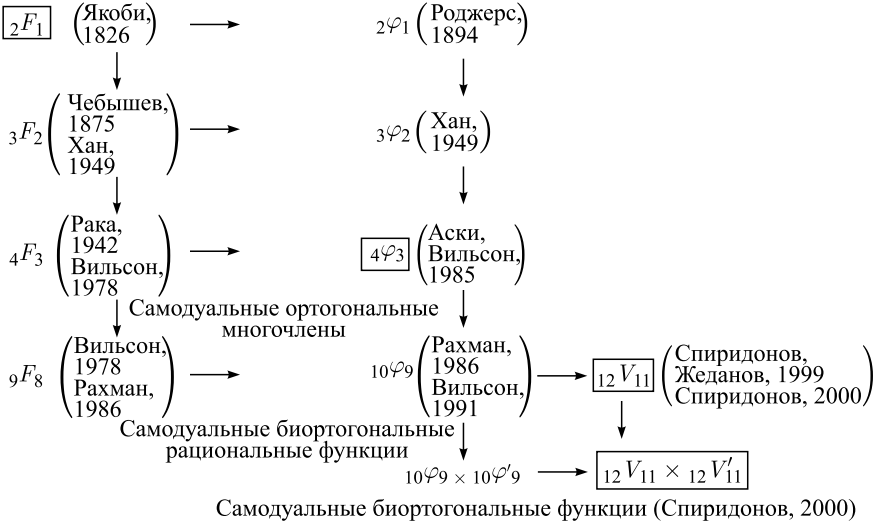 ₂F₁ (Якоби, 1826) → ₂φ₁ (Роджерс, 1894)
₃F₂ (Чебышев, 1875 Хан, 1949) → ₃φ₂ (Хан, 1949)
₄F₃ (Рака, 1942 Вильсон, 1978) → ₄φ₃ (Аски, Вильсон, 1985)
Самодуальные ортогональные
многочлены
₉F₈ (Вильсон, 1978 Рахман, 1986) → ₁₀φ₉ (Рахман, 1986 Вильсон, 1991) → ₁₂V₁₁ (Спиридонов, Жеданов, 1999 Спиридонов, 2000)
Самодуальные биортогональные
рациональные функции
₁₀φ₉ × ₁₀φ′₉ → ₁₂V₁₁ × ₁₂V′₁₁
Самодуальные биортогональные функции (Спиридонов, 2000)